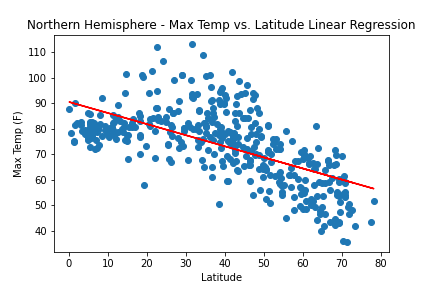 Northern Hemisphere - Max Temp vs. Latitude Linear Regression
Max Temp (F)
110
100
90
80
70
60
50
40
0 10 20 30 40 50 60 70 80
Latitude